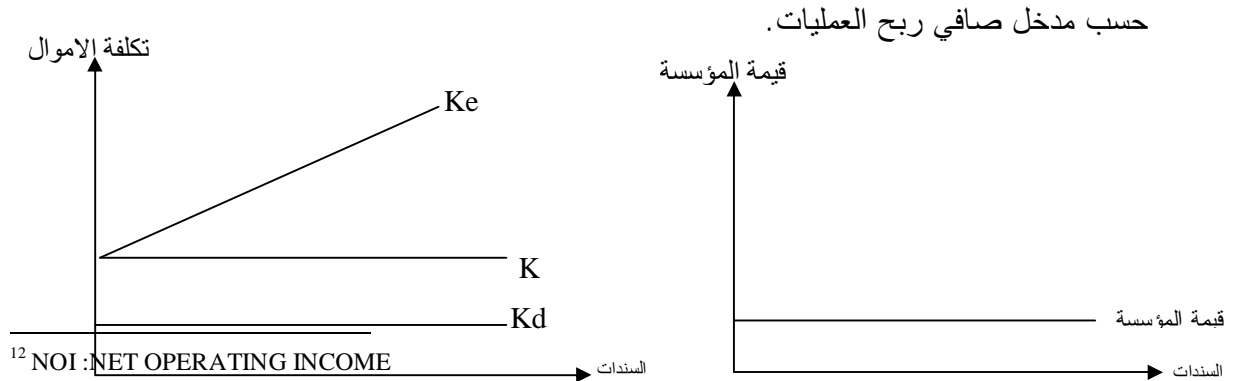 حسب مدخل صافي ربح العمليات.
قيمة المؤسسة
تكلفة الاموال
Ke
K
Kd
قيمة المؤسسة
السندات
السندات
12 NOI :NET OPERATING INCOME